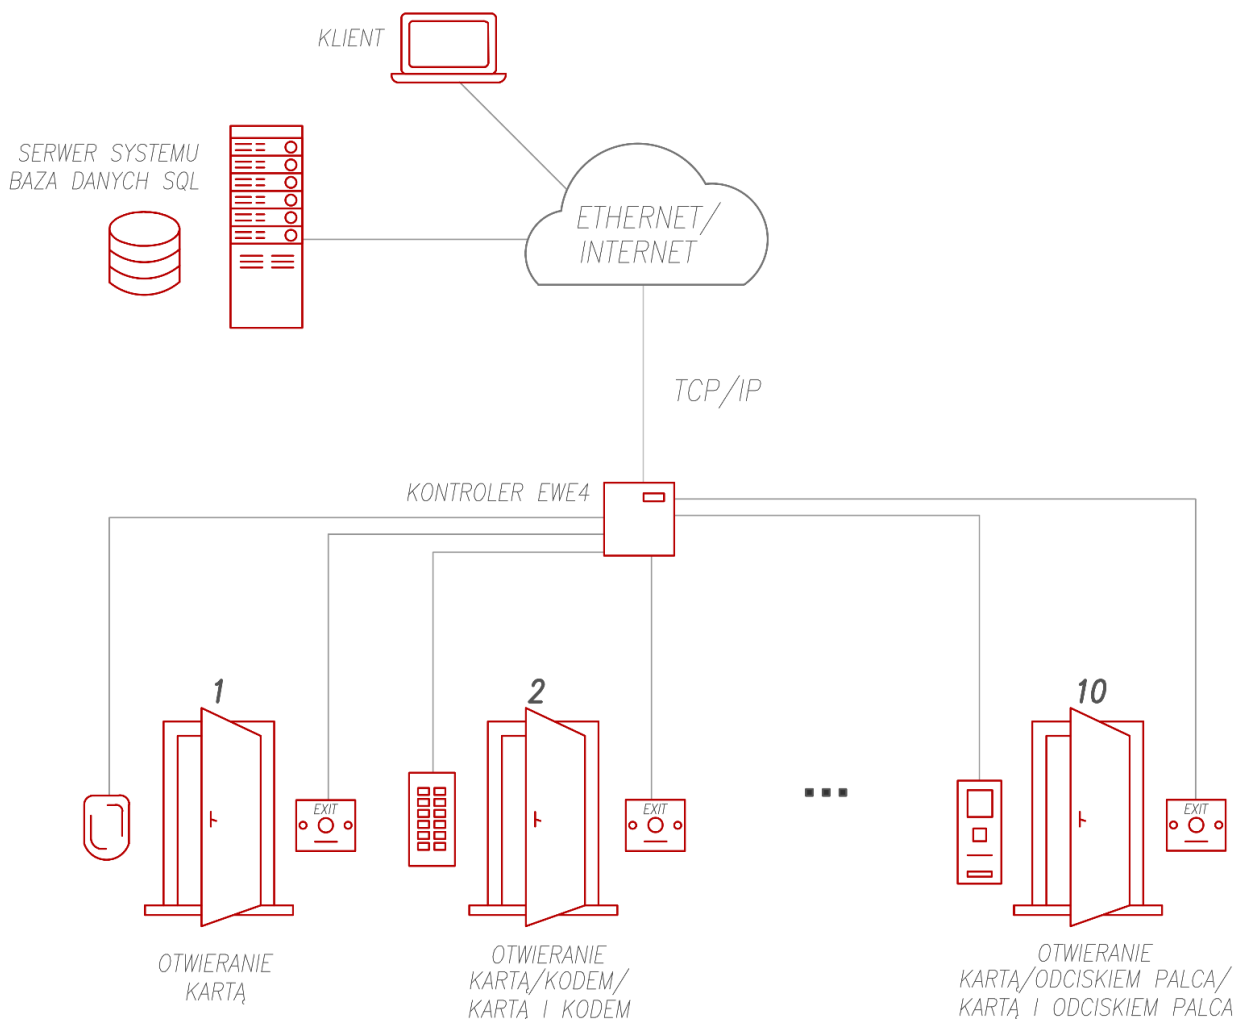 KLIENT
SERWER SYSTEMU
BAZA DANYCH SQL
ETHERNET/
INTERNET
TCP/IP
KONTROLER EWE4
1
2
10
EXIT
EXIT
EXIT
OTWIERANIE
KARTĄ
OTWIERANIE
KARTĄ/KODEM/
KARTĄ I KODEM
OTWIERANIE
KARTĄ/ODCISKIEM PALCA/
KARTĄ I ODCISKIEM PALCA